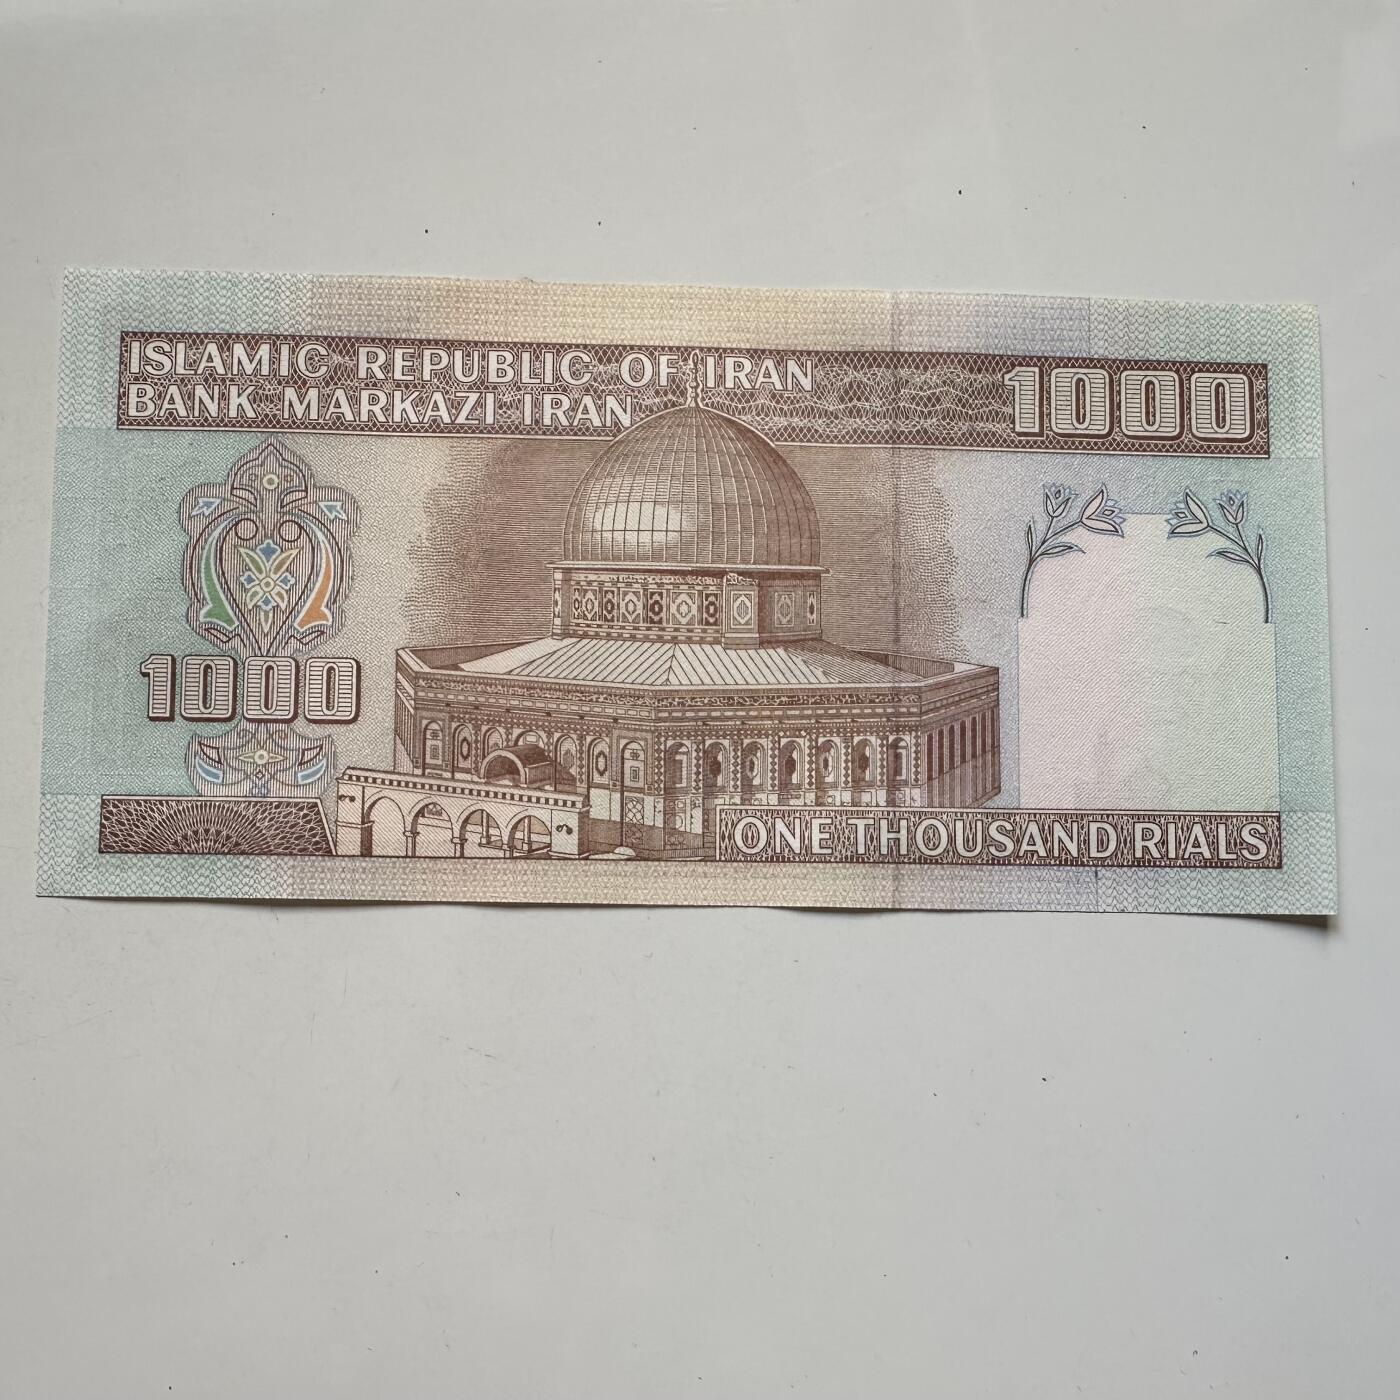 ISLAMIC REPUBLIC OF IRAN
BANK MARKAZI IRAN
1000
1000
ONE THOUSAND RIALS